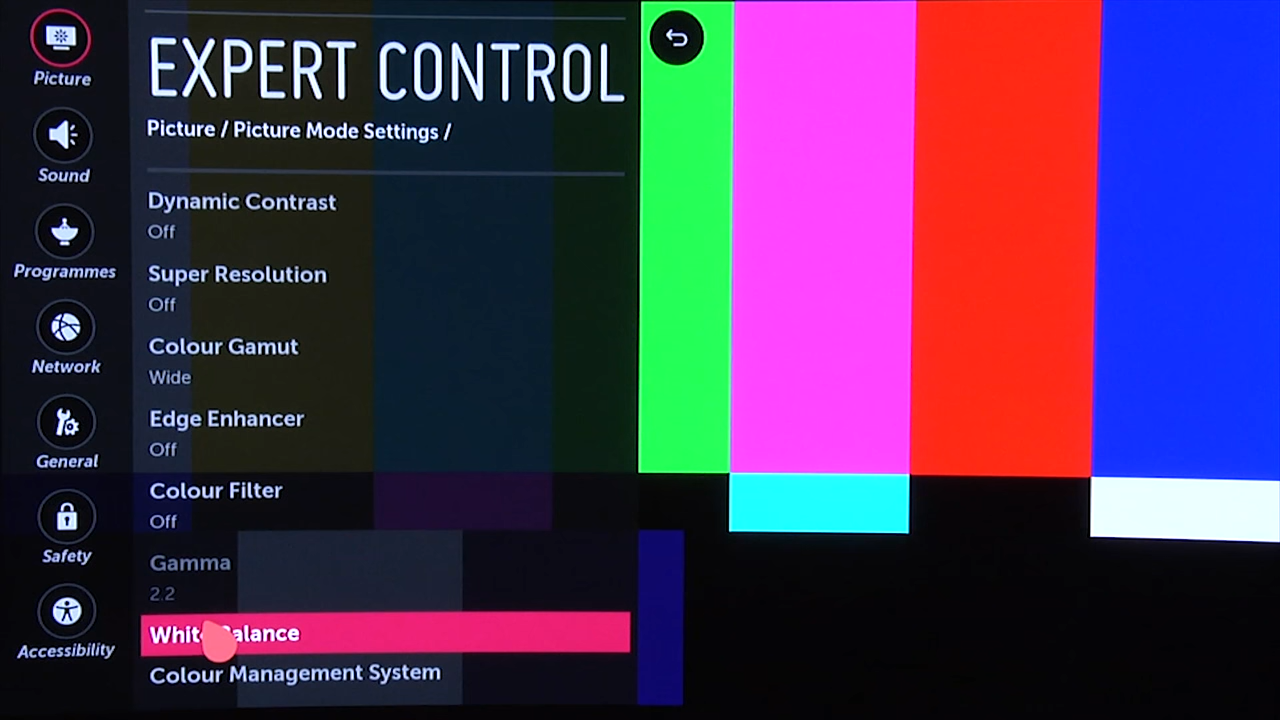 Picture
Sound
Programmes
Network
General
Safety
Accessibility
EXPERT CONTROL
Picture / Picture Mode Settings /
Dynamic Contrast
Off
Super Resolution
Off
Colour Gamut
Wide
Edge Enhancer
Off
Colour Filter
Off
Gamma
2.2
White Balance
Colour Management System